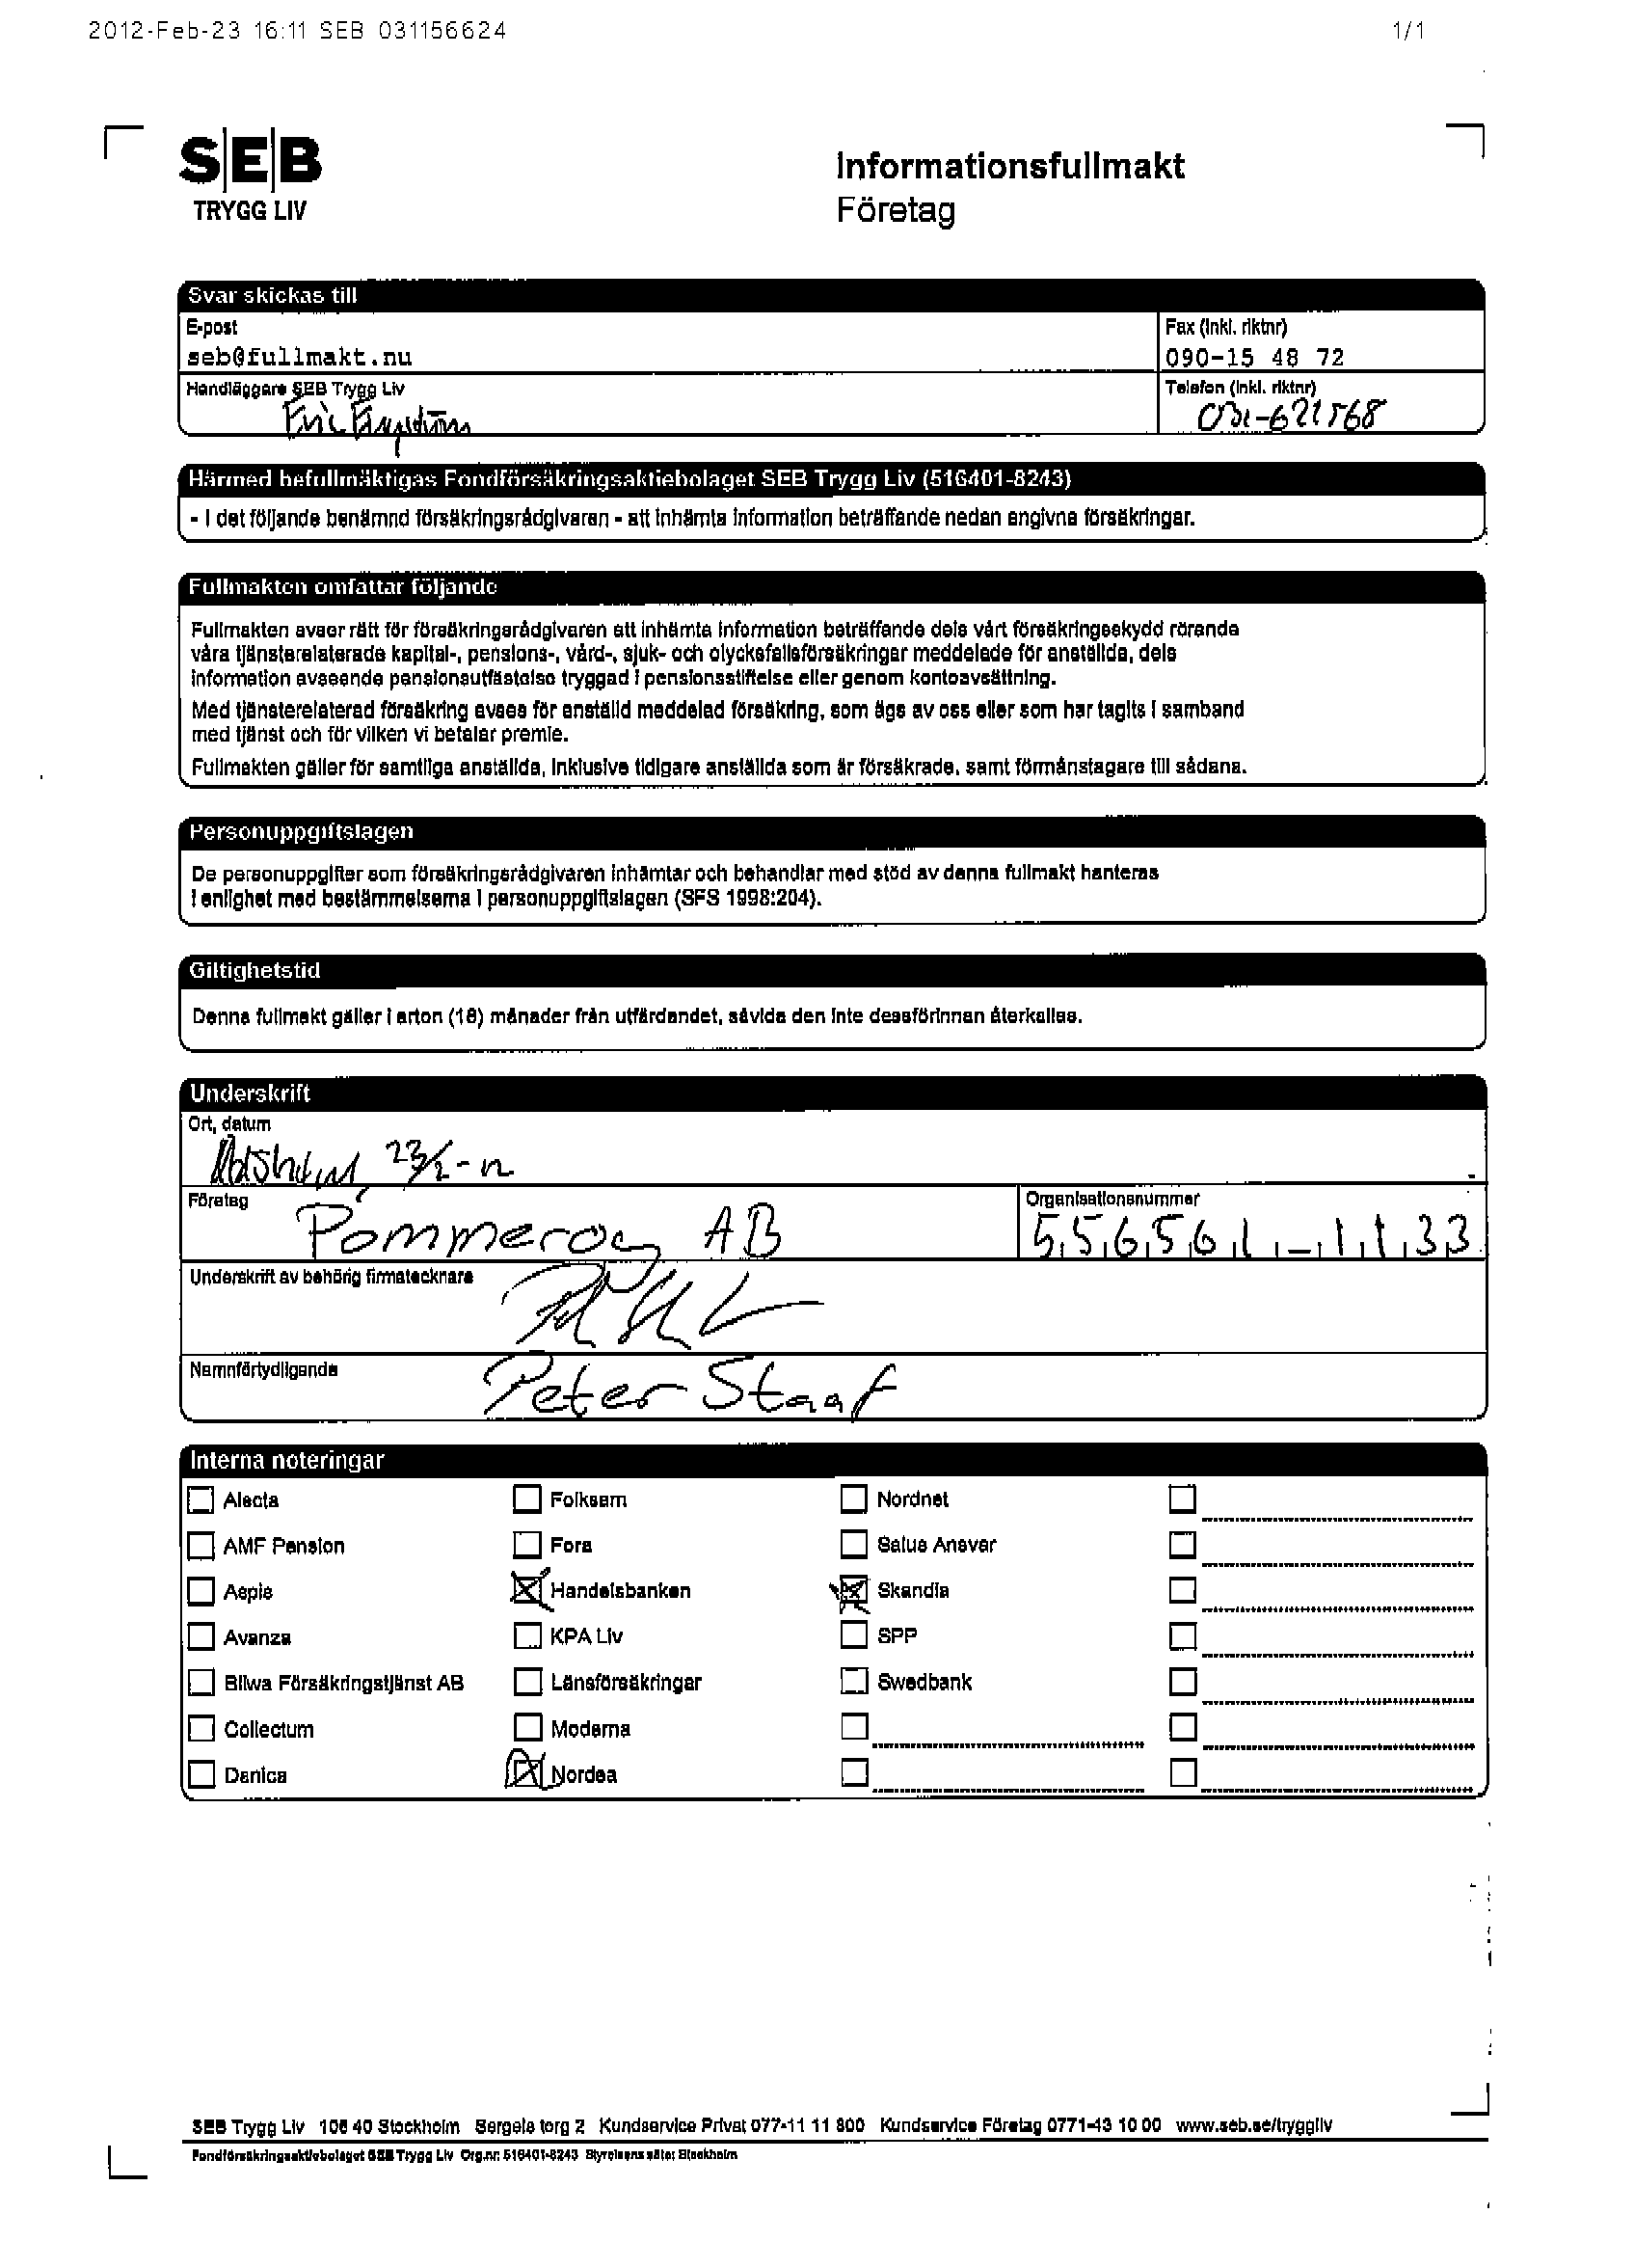 2012-Feb-23 16:11 SEB 031156624 1/1
SEB
TRYGG LIV
Informationsfullmakt
Företag
Svar skickas till
E-post
seb@fullmakt.nu
Fax (inkl. riktnr)
090-15 48 72
Handläggare SEB Trygg Liv
Eric
Telefon (inkl. riktnr)
031-621568
Härmed befullmäktigas Fondförsäkringsaktiebolaget SEB Trygg Liv (516401-8243)
- i det följande benämnd försäkringsrådgivaren - att inhämta information beträffande nedan angivna försäkringar.
Fullmakten omfattar följande
Fullmakten avser rätt för försäkringsrådgivaren att inhämta information beträffande dels vårt försäkringsskydd rörande
våra tjänsterelaterade kapital-, pensions-, vård-, sjuk- och olycksfallsförsäkringar meddelade för anställda, dels
information avseende pensionsutfästelse tryggad i pensionsstiftelse eller genom kontoavsättning.
Med tjänsterelaterad försäkring avses för anställd meddelad försäkring, som ägs av oss eller som har tagits i samband
med tjänst och för vilken vi betalar premie.
Fullmakten gäller för samtliga anställda, inklusive tidigare anställda som är försäkrade, samt förmånstagare till sådana.
Personuppgiftslagen
De personuppgifter som försäkringsrådgivaren inhämtar och behandlar med stöd av denna fullmakt hanteras
i enlighet med bestämmelserna i personuppgiftslagen (SFS 1998:204).
Giltighetstid
Denna fullmakt gäller i arton (18) månader från utfärdandet, såvida den inte dessförinnan återkallas.
Underskrift
Ort, datum
23/2-12
Företag
Pommeroy AB
Organisationsnummer
556561-1133
Underskrift av behörig firmatecknare
Namnförtydligande
Peter Staaf
Interna noteringar
Alecta Folksam Nordnet
AMF Pension Fora Salus Ansvar
Aspis Handelsbanken Skandia
Avanza KPA Liv SPP
Bliwa Försäkringstjänst AB Länsförsäkringar Swedbank
Collectum Moderna
Danica Nordea
SEB Trygg Liv 106 40 Stockholm Sergels torg 2 Kundservice Privat 077-11 11 800 Kundservice Företag 0771-43 10 00 www.seb.se/tryggliv
Fondförsäkringsaktiebolaget SEB Trygg Liv Org.nr: 516401-8243 Styrelsens säte: Stockholm